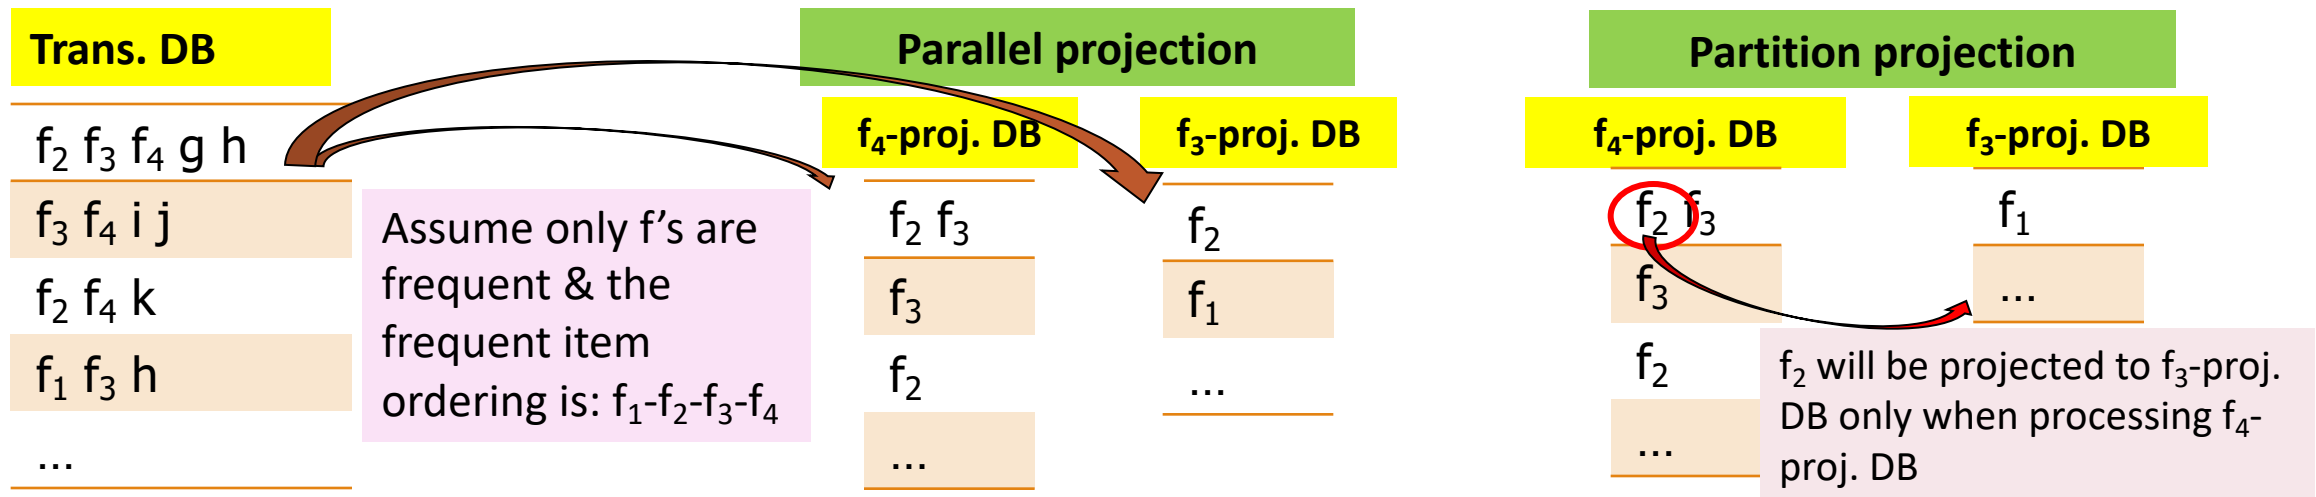 Trans. DB
f₂ f₃ f₄ g h
f₃ f₄ i j
f₂ f₄ k
f₁ f₃ h
...
Assume only f’s are
frequent & the
frequent item
ordering is: f₁-f₂-f₃-f₄
Parallel projection
f₄-proj. DB
f₂ f₃
f₃
f₂
...
f₃-proj. DB
f₂
f₁
...
Partition projection
f₄-proj. DB
f₂ f₃
f₃
f₂
...
f₃-proj. DB
f₁
...
f₂ will be projected to f₃-proj.
DB only when processing f₄-
proj. DB